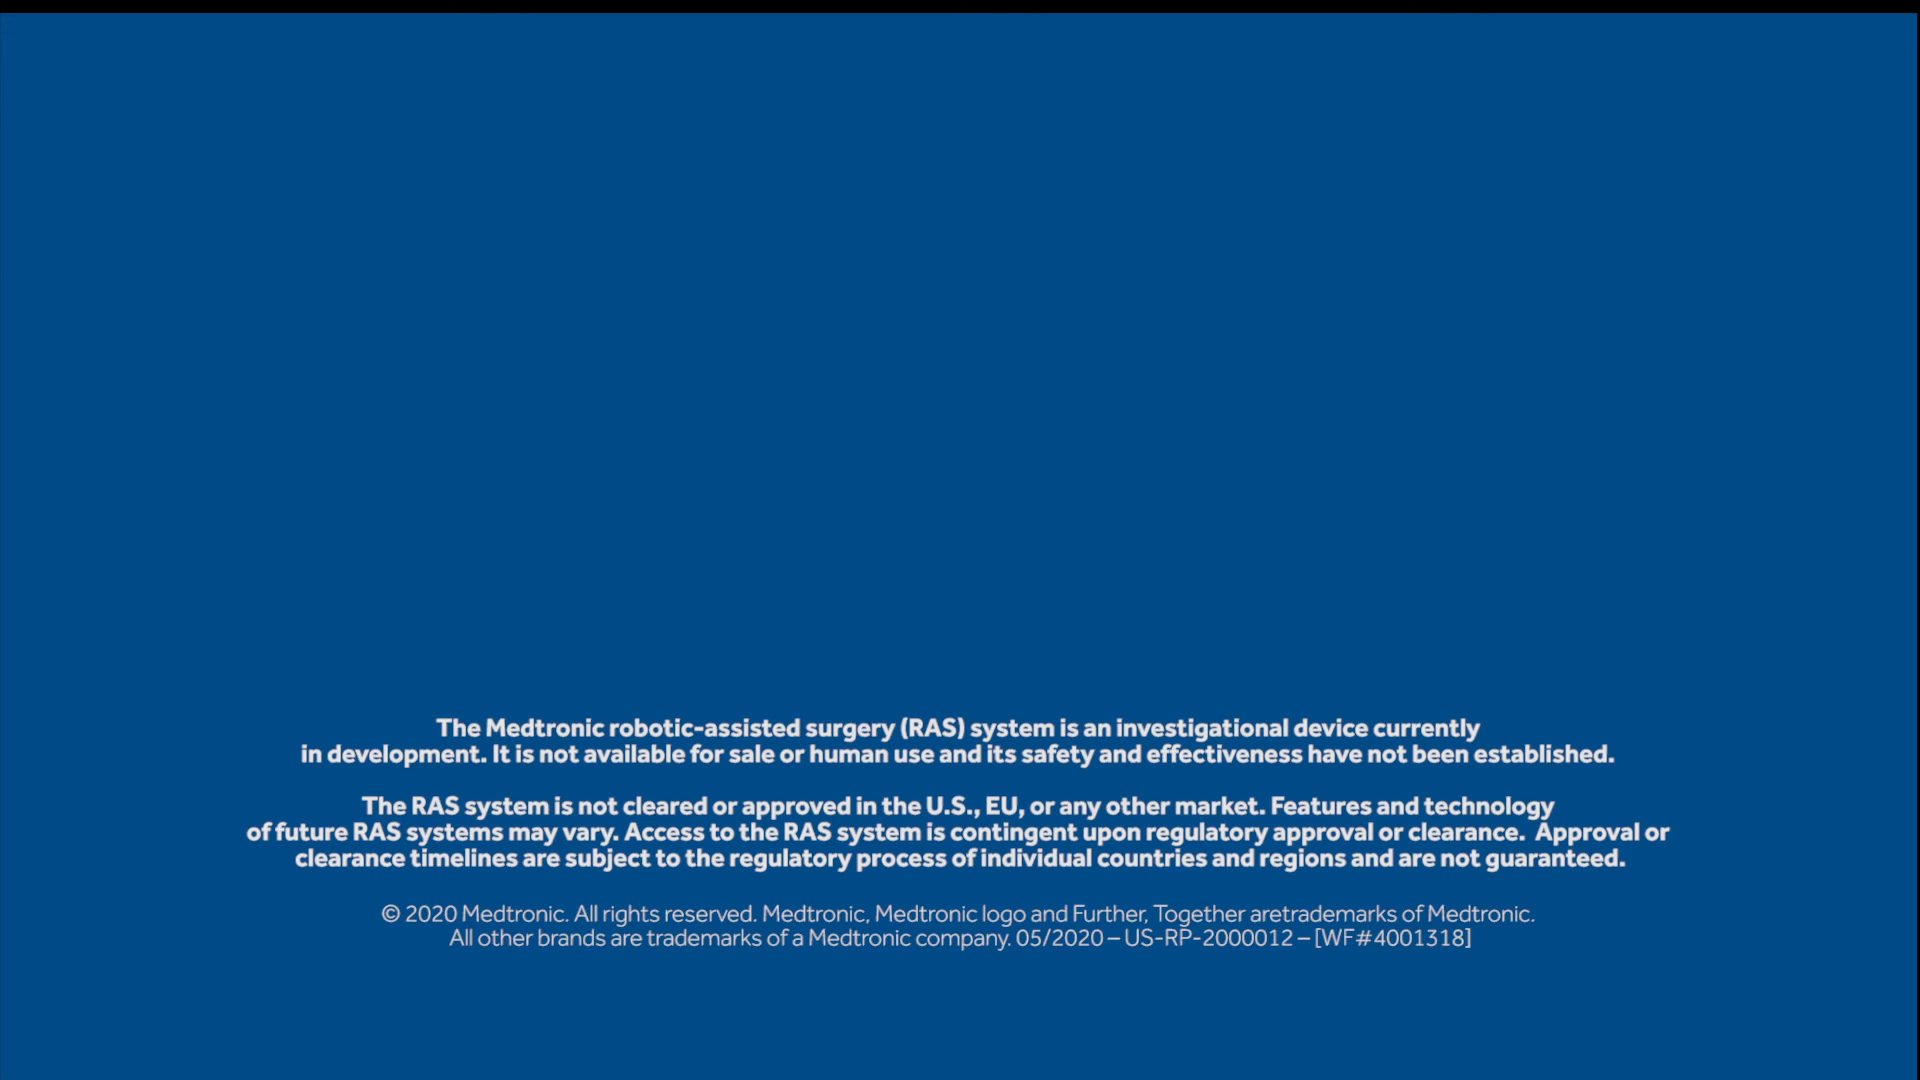 The Medtronic robotic-assisted surgery (RAS) system is an investigational device currently
in development. It is not available for sale or human use and its safety and effectiveness have not been established.
The RAS system is not cleared or approved in the U.S., EU, or any other market. Features and technology
of future RAS systems may vary. Access to the RAS system is contingent upon regulatory approval or clearance.  Approval or
clearance timelines are subject to the regulatory process of individual countries and regions and are not guaranteed.
© 2020 Medtronic. All rights reserved. Medtronic, Medtronic logo and Further, Together aretrademarks of Medtronic.
All other brands are trademarks of a Medtronic company. 05/2020 – US-RP-2000012 – [WF#4001318]